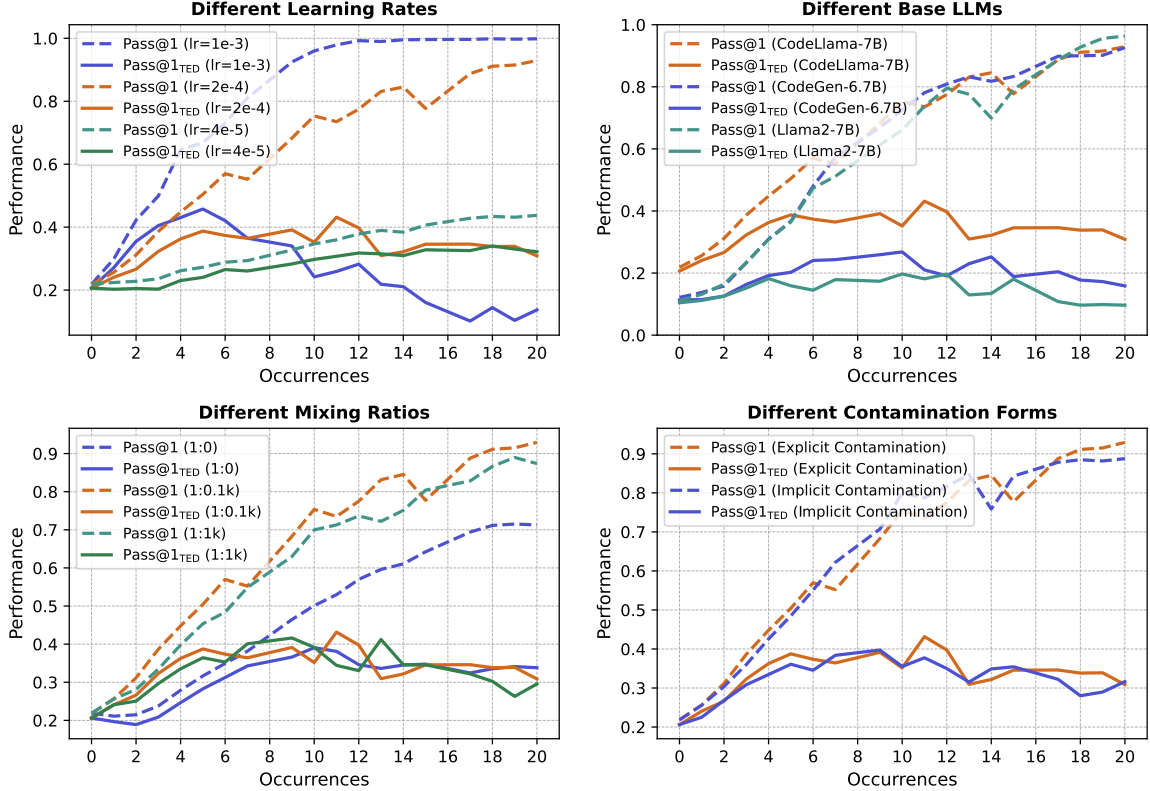 Different Learning Rates
Performance
1.0
0.8
0.6
0.4
0.2
Pass@1 (lr=1e-3)
Pass@1TED (lr=1e-3)
Pass@1 (lr=2e-4)
Pass@1TED (lr=2e-4)
Pass@1 (lr=4e-5)
Pass@1TED (lr=4e-5)
0 2 4 6 8 10 12 14 16 18 20
Occurrences
Different Base LLMs
Performance
1.0
0.8
0.6
0.4
0.2
0.0
Pass@1 (CodeLlama-7B)
Pass@1TED (CodeLlama-7B)
Pass@1 (CodeGen-6.7B)
Pass@1TED (CodeGen-6.7B)
Pass@1 (Llama2-7B)
Pass@1TED (Llama2-7B)
0 2 4 6 8 10 12 14 16 18 20
Occurrences
Different Mixing Ratios
Performance
0.9
0.8
0.7
0.6
0.5
0.4
0.3
0.2
Pass@1 (1:0)
Pass@1TED (1:0)
Pass@1 (1:0.1k)
Pass@1TED (1:0.1k)
Pass@1 (1:1k)
Pass@1TED (1:1k)
0 2 4 6 8 10 12 14 16 18 20
Occurrences
Different Contamination Forms
Performance
0.9
0.8
0.7
0.6
0.5
0.4
0.3
0.2
Pass@1 (Explicit Contamination)
Pass@1TED (Explicit Contamination)
Pass@1 (Implicit Contamination)
Pass@1TED (Implicit Contamination)
0 2 4 6 8 10 12 14 16 18 20
Occurrences